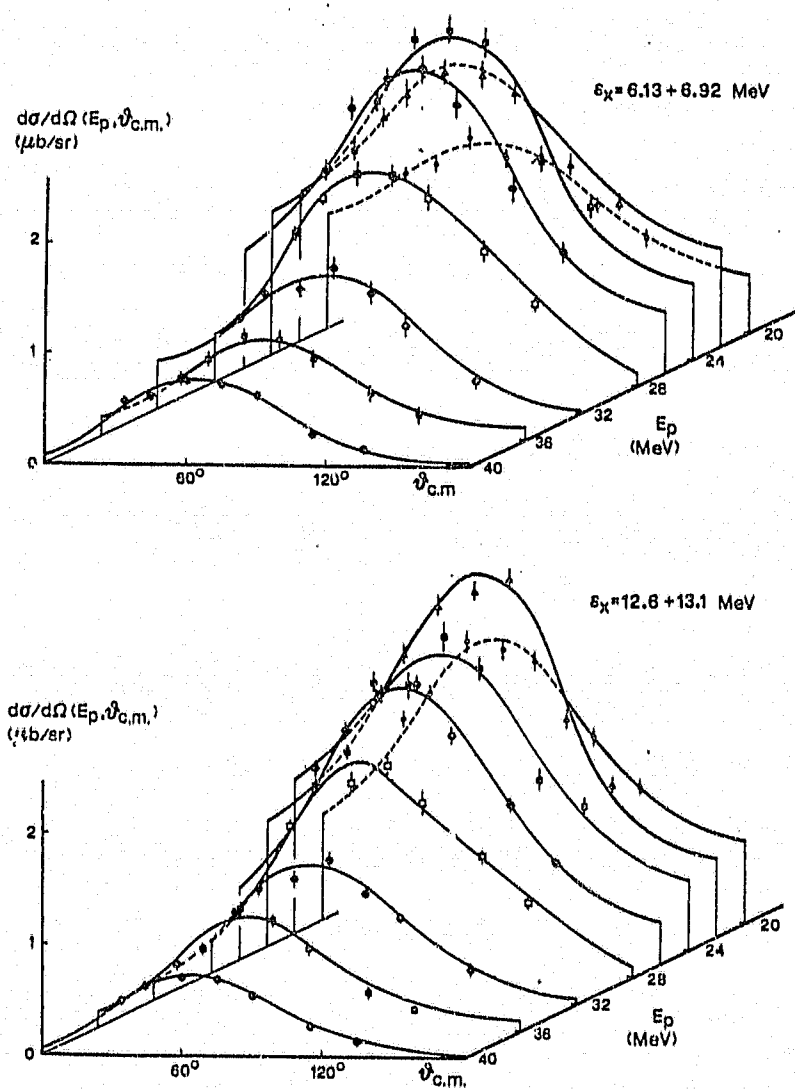 εx = 6.13 + 6.92 MeV
dσ/dΩ (Ep, ϑc.m.)
(μb/sr)
2
1
0
60°
120°
ϑc.m
40
38
32
28
24
20
Ep
(MeV)
εx = 12.6 + 13.1 MeV
dσ/dΩ (Ep, ϑc.m.)
b/sr)
2
1
0
60°
120°
ϑc.m.
40
38
32
28
24
20
Ep
(MeV)